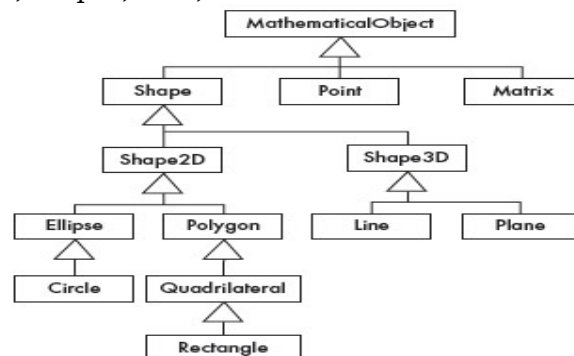 MathematicalObject
Shape Point Matrix
Shape2D Shape3D
Ellipse Polygon Line Plane
Circle Quadrilateral
Rectangle